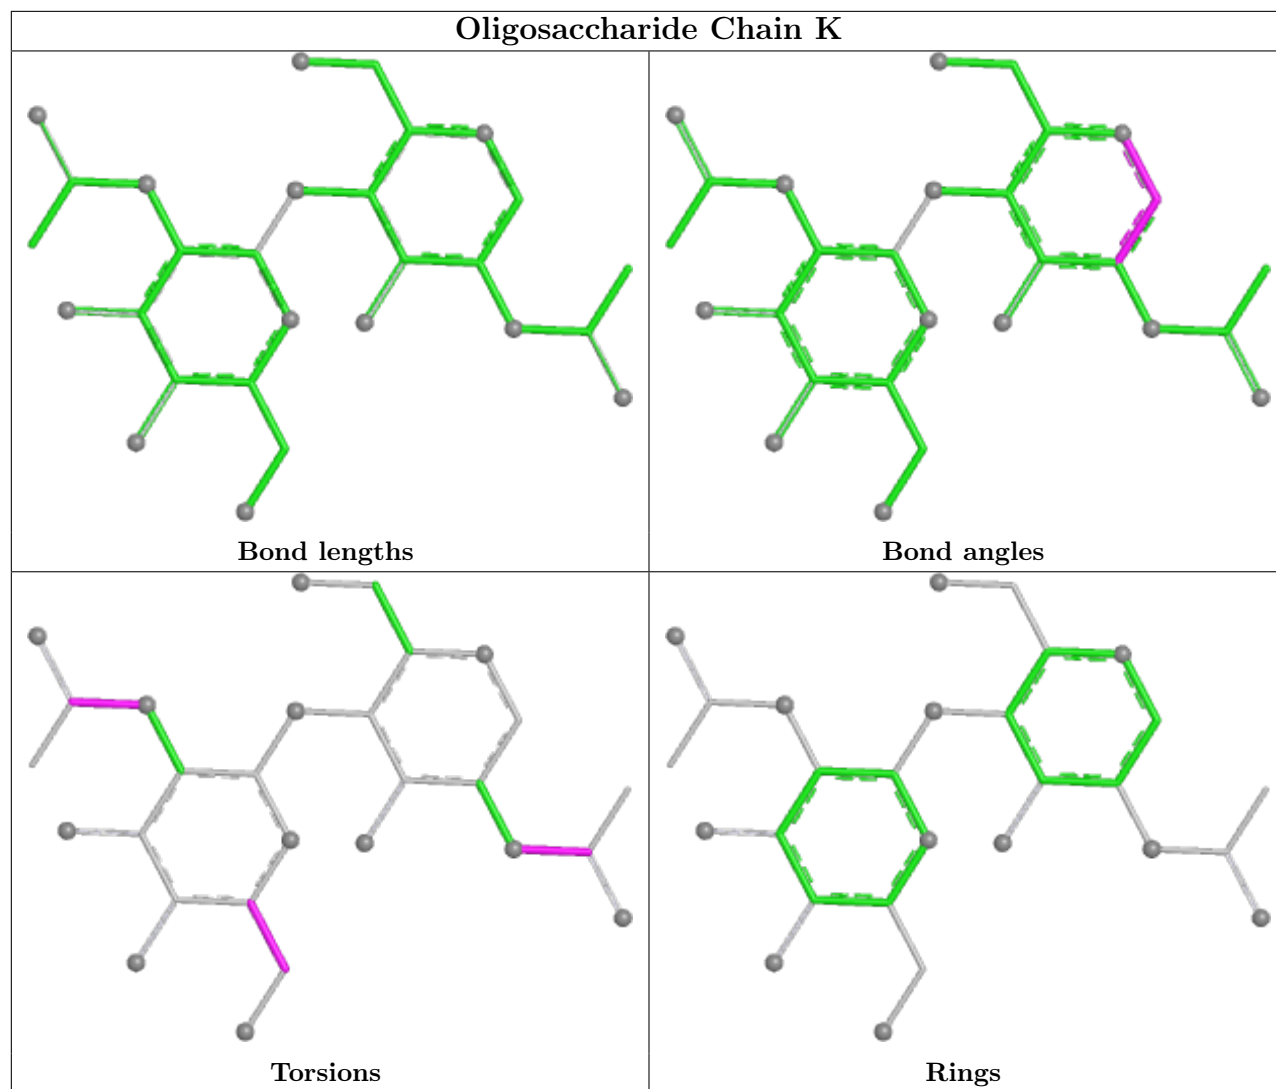 Oligosaccharide Chain K
Bond lengths
Bond angles
Torsions
Rings